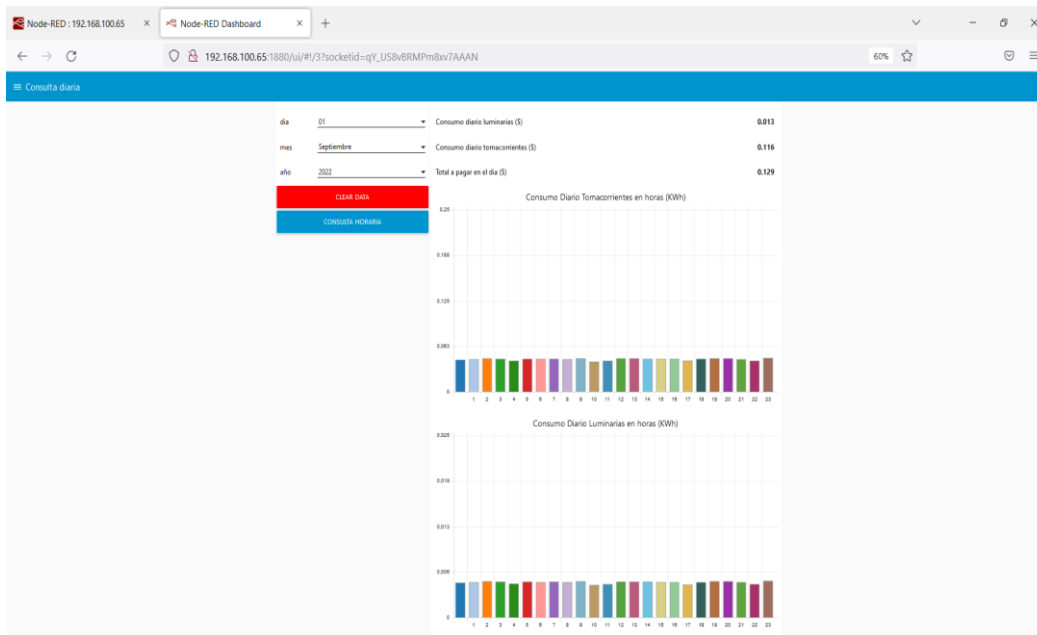 Node-RED : 192.168.100.65
Node-RED Dashboard
192.168.100.65:1880/ui/#!/3?socketid=qY_US8vBRMPm8xv7AAAN
60%
Consulta diaria
dia 01
mes Septiembre
año 2022
CLEAR DATA
CONSULTA HORARIA
Consumo diario luminarias ($) 0.013
Consumo diario tomacorrientes ($) 0.116
Total a pagar en el dia ($) 0.129
Consumo Diario Tomacorrientes en horas (KWh)
0.25
0.188
0.125
0.063
0
1 2 3 4 5 6 7 8 9 10 11 12 13 14 15 16 17 18 19 20 21 22 23
Consumo Diario Luminarias en horas (KWh)
0.025
0.019
0.013
0.006
0
1 2 3 4 5 6 7 8 9 10 11 12 13 14 15 16 17 18 19 20 21 22 23